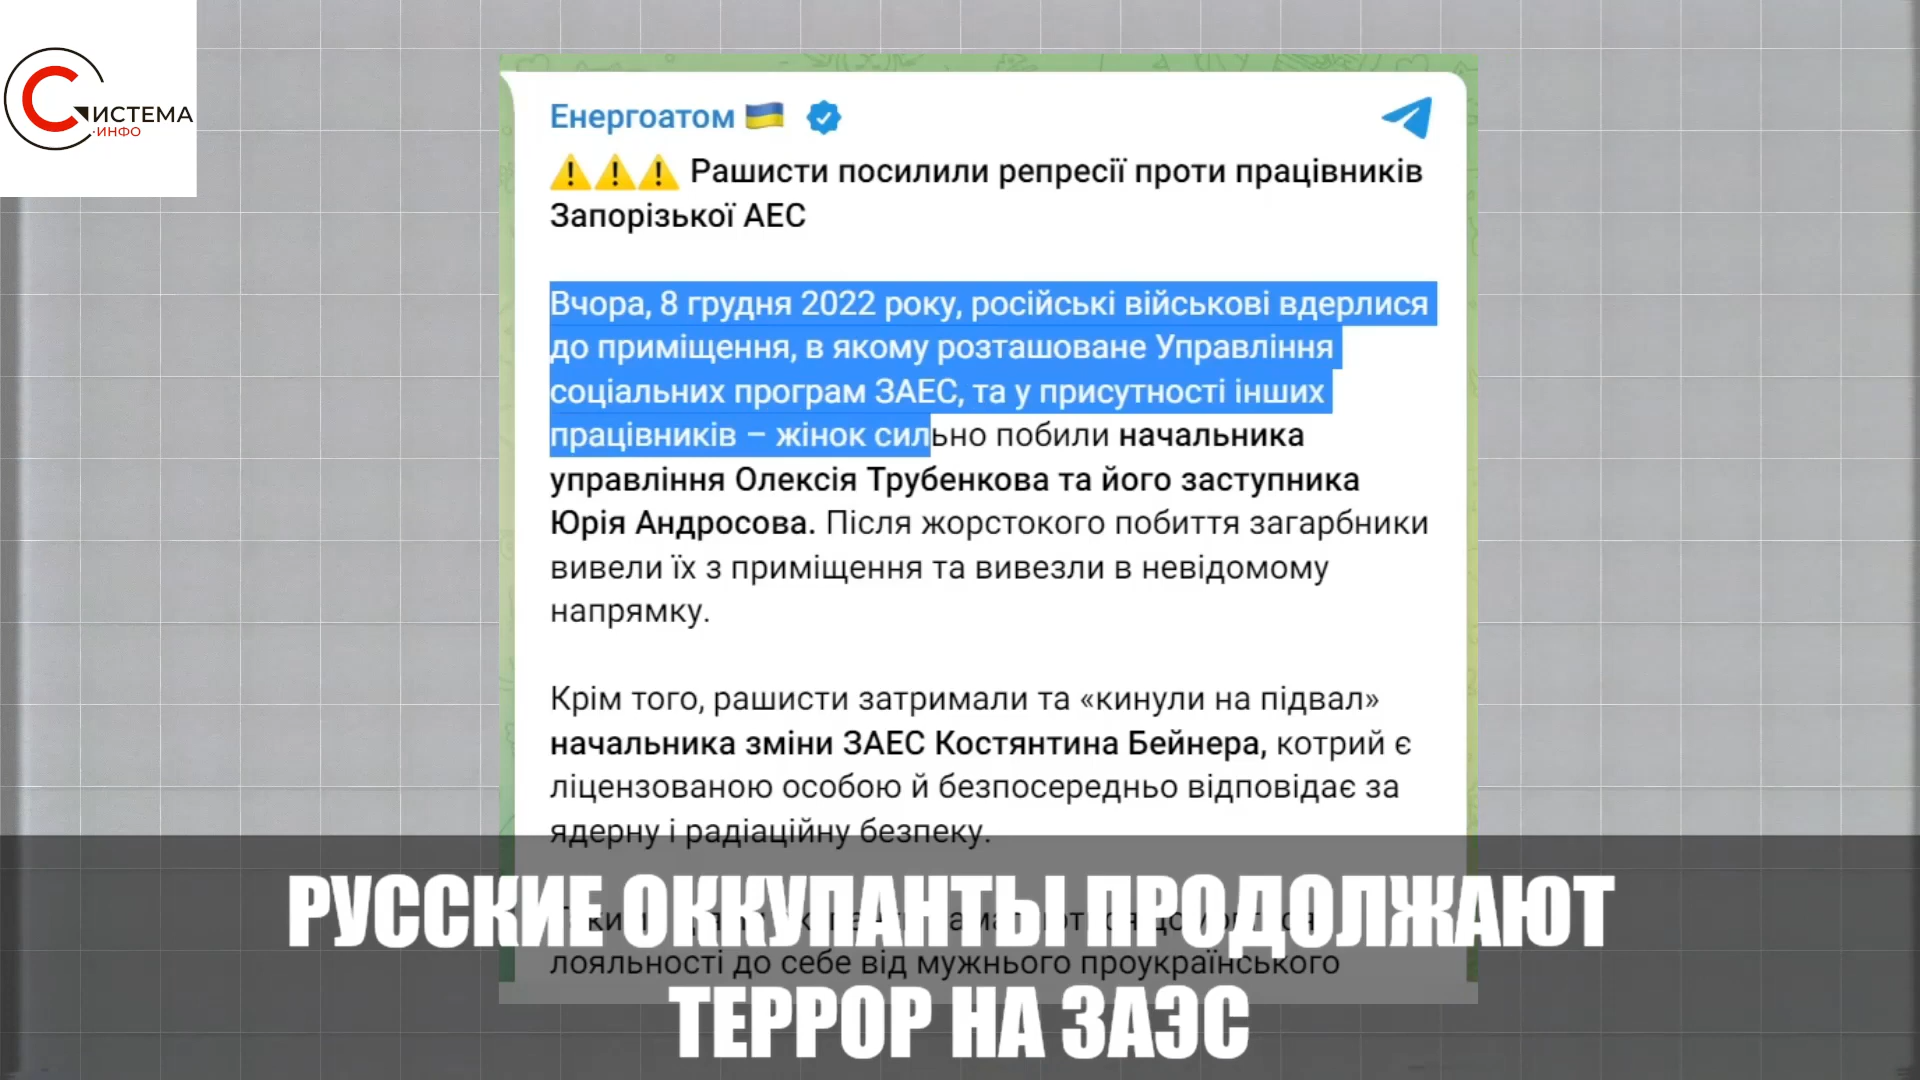 СИСТЕМА
·ИНФО
Енергоатом
Рашисти посилили репресії проти працівників
Запорізької АЕС
Вчора, 8 грудня 2022 року, російські військові вдерлися
до приміщення, в якому розташоване Управління
соціальних програм ЗАЕС, та у присутності інших
працівників – жінок сильно побили начальника
управління Олексія Трубенкова та його заступника
Юрія Андросова. Після жорстокого побиття загарбники
вивели їх з приміщення та вивезли в невідомому
напрямку.
Крім того, рашисти затримали та «кинули на підвал»
начальника зміни ЗАЕС Костянтина Бейнера, котрий є
ліцензованою особою й безпосередньо відповідає за
ядерну і радіаційну безпеку.
РУССКИЕ ОККУПАНТЫ ПРОДОЛЖАЮТ
лояльності до себе від мужнього проукраїнського
ТЕРРОР НА ЗАЭС